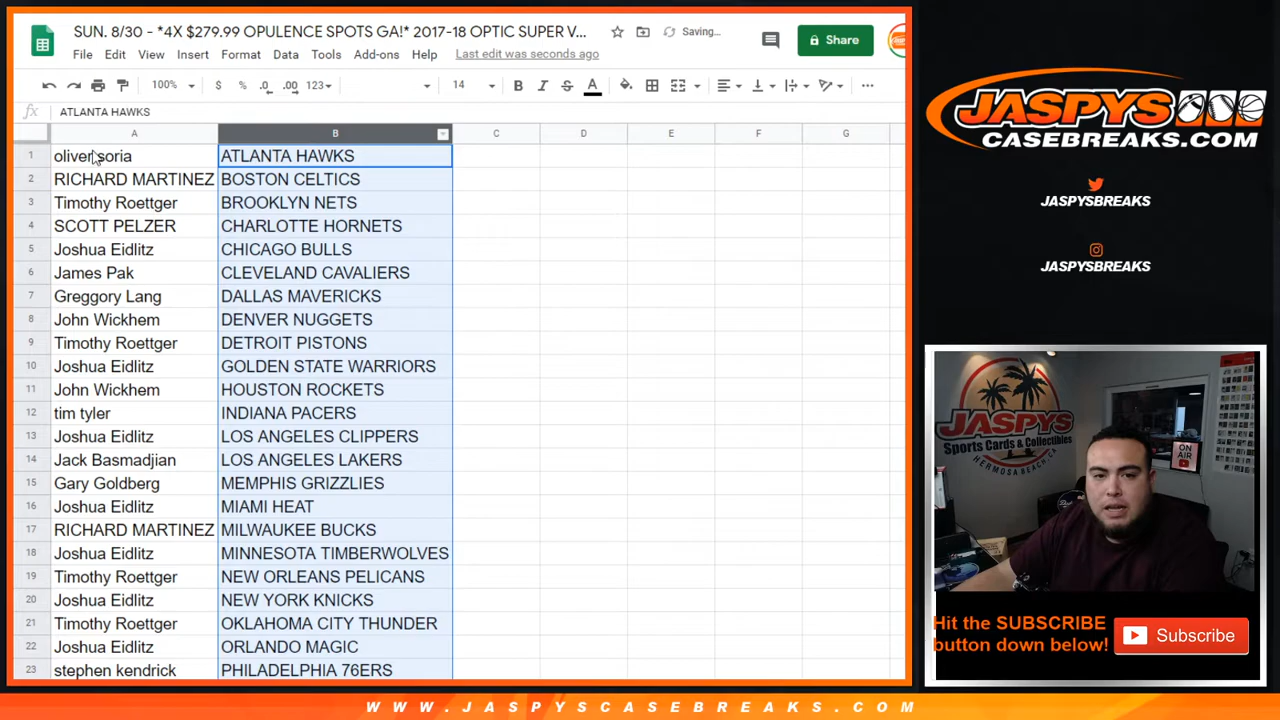 SUN. 8/30 - *4X $279.99 OPULENCE SPOTS GA!* 2017-18 OPTIC SUPER V...
Saving...
Share
File Edit View Insert Format Data Tools Add-ons Help Last edit was seconds ago
100% $ % .0 .00 123 14 B I S A
fx ATLANTA HAWKS
A B C D E F G
1 oliver soria ATLANTA HAWKS
2 RICHARD MARTINEZ BOSTON CELTICS
3 Timothy Roettger BROOKLYN NETS
4 SCOTT PELZER CHARLOTTE HORNETS
5 Joshua Eidlitz CHICAGO BULLS
6 James Pak CLEVELAND CAVALIERS
7 Greggory Lang DALLAS MAVERICKS
8 John Wickhem DENVER NUGGETS
9 Timothy Roettger DETROIT PISTONS
10 Joshua Eidlitz GOLDEN STATE WARRIORS
11 John Wickhem HOUSTON ROCKETS
12 tim tyler INDIANA PACERS
13 Joshua Eidlitz LOS ANGELES CLIPPERS
14 Jack Basmadjian LOS ANGELES LAKERS
15 Gary Goldberg MEMPHIS GRIZZLIES
16 Joshua Eidlitz MIAMI HEAT
17 RICHARD MARTINEZ MILWAUKEE BUCKS
18 Joshua Eidlitz MINNESOTA TIMBERWOLVES
19 Timothy Roettger NEW ORLEANS PELICANS
20 Joshua Eidlitz NEW YORK KNICKS
21 Timothy Roettger OKLAHOMA CITY THUNDER
22 Joshua Eidlitz ORLANDO MAGIC
23 stephen kendrick PHILADELPHIA 76ERS
JASPYS
CASEBREAKS.COM
JASPYSBREAKS
JASPYSBREAKS
JASPYS
Sports Cards & Collectibles
HERMOSA BEACH, CA
ON AIR
Hit the SUBSCRIBE
button down below!
Subscribe
WWW.JASPYSCASEBREAKS.COM